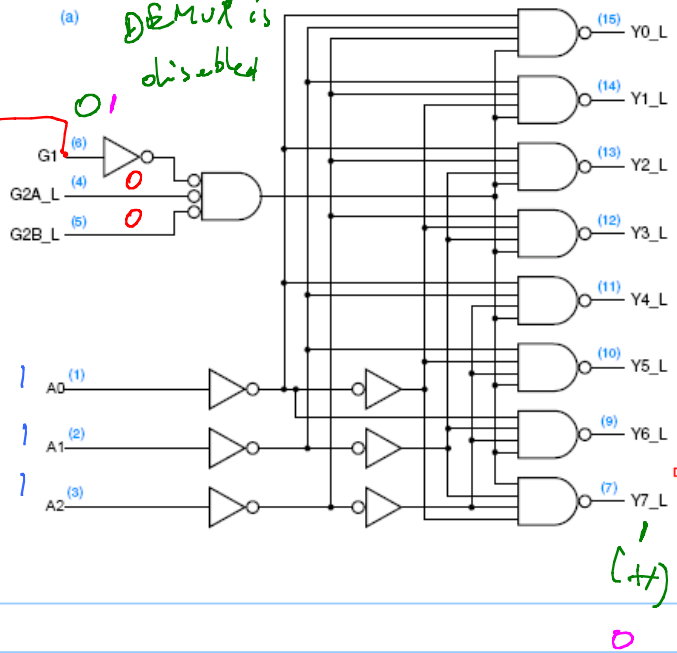 (a)
DEMUX is
disabled
0 1
G1 (6)
G2A_L (4) 0
G2B_L (5) 0
1 A0 (1)
1 A1 (2)
1 A2 (3)
(15) Y0_L
(14) Y1_L
(13) Y2_L
(12) Y3_L
(11) Y4_L
(10) Y5_L
(9) Y6_L
(7) Y7_L
1
(H)
0